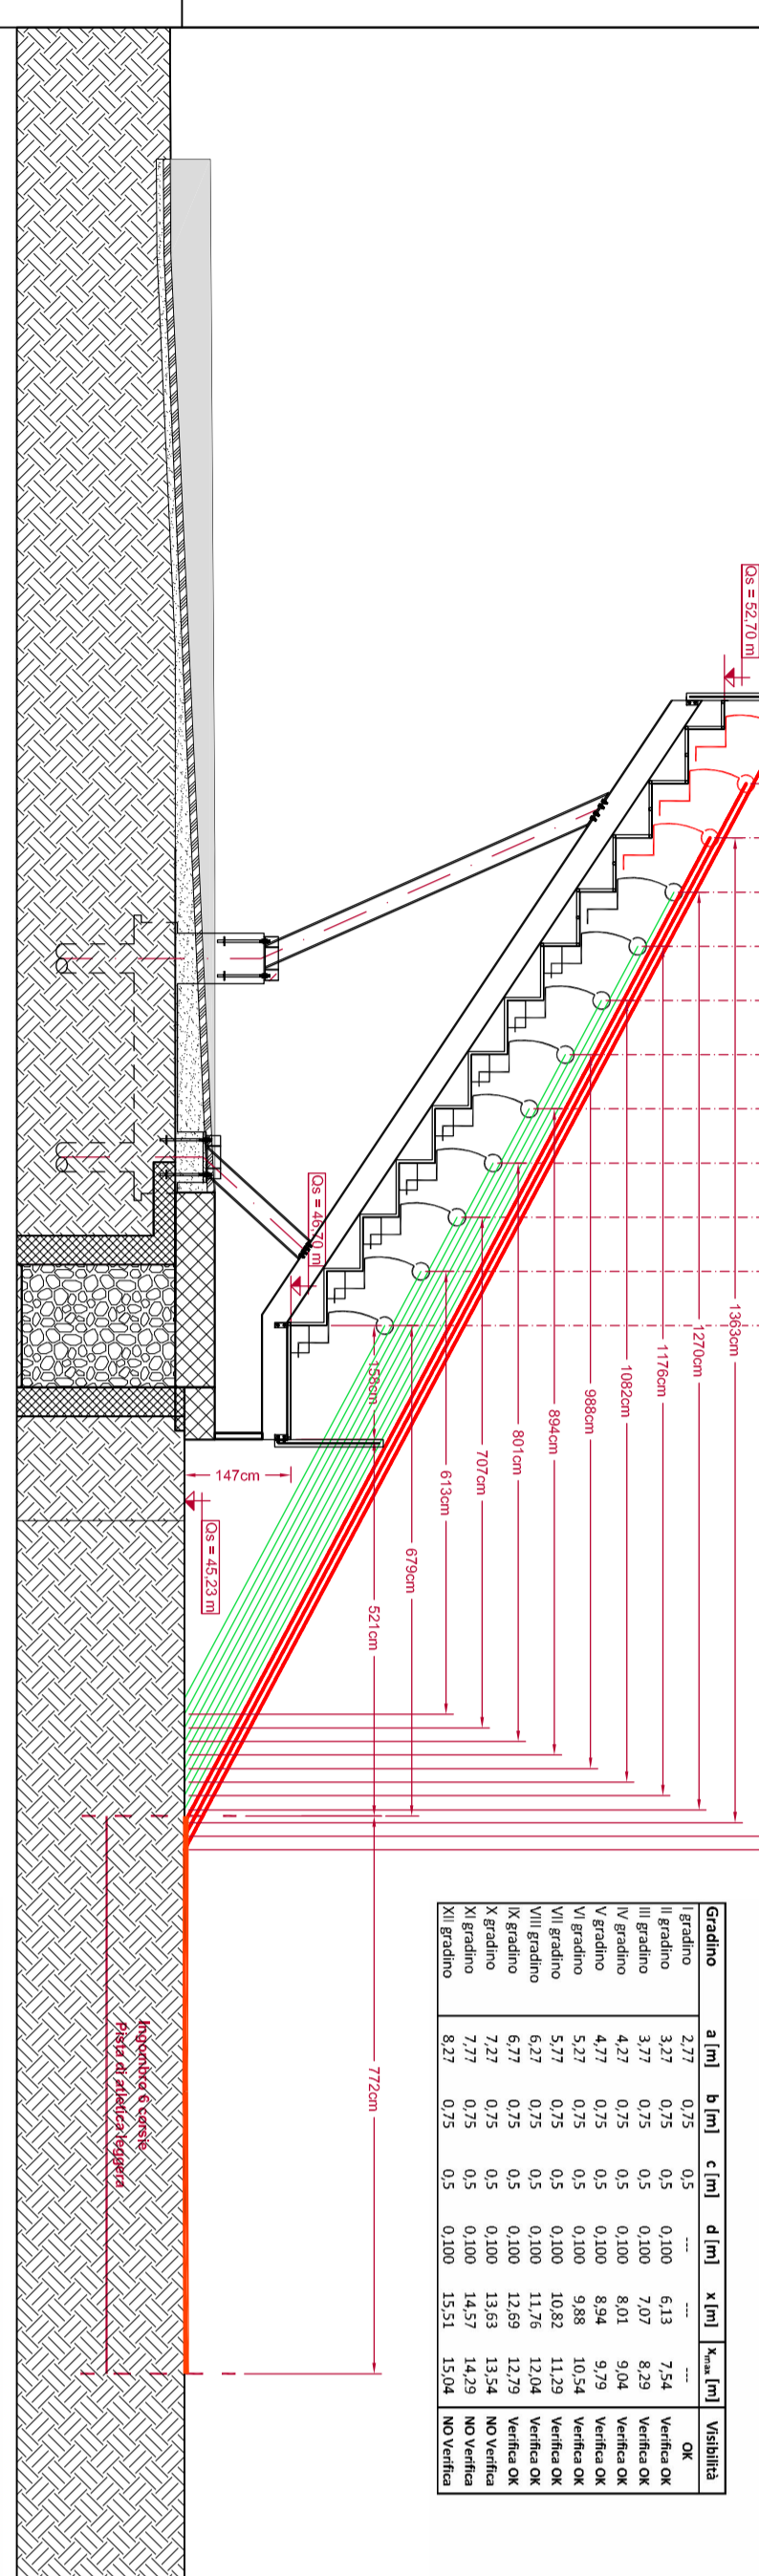 Qs = 52,70 m
Qs = 46,70 m
Qs = 45,23 m
147cm
158cm
521cm
679cm
613cm
707cm
801cm
894cm
988cm
1082cm
1176cm
1270cm
1363cm
772cm
Ingombro 6 corsie
Pista di atletica leggera
Gradino a [m] b [m] c [m] d [m] x [m] xmax [m] Visibilità
I gradino 2,77 0,75 0,5 --- --- --- OK
II gradino 3,27 0,75 0,5 0,100 6,13 7,54 Verifica OK
III gradino 3,77 0,75 0,5 0,100 7,07 8,29 Verifica OK
IV gradino 4,27 0,75 0,5 0,100 8,01 9,04 Verifica OK
V gradino 4,77 0,75 0,5 0,100 8,94 9,79 Verifica OK
VI gradino 5,27 0,75 0,5 0,100 9,88 10,54 Verifica OK
VII gradino 5,77 0,75 0,5 0,100 10,82 11,29 Verifica OK
VIII gradino 6,27 0,75 0,5 0,100 11,76 12,04 Verifica OK
IX gradino 6,77 0,75 0,5 0,100 12,69 12,79 Verifica OK
X gradino 7,27 0,75 0,5 0,100 13,63 13,54 NO Verifica
XI gradino 7,77 0,75 0,5 0,100 14,57 14,29 NO Verifica
XII gradino 8,27 0,75 0,5 0,100 15,51 15,04 NO Verifica